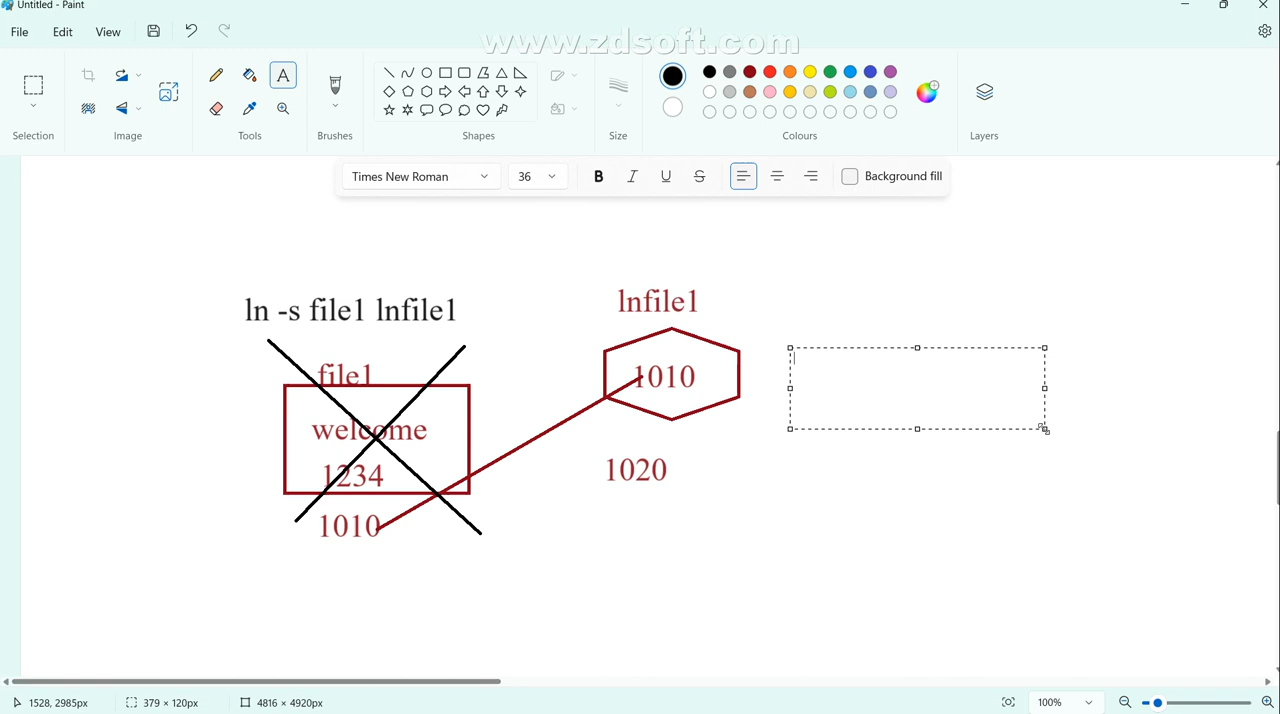 Untitled - Paint
File Edit View
www.zdsoft.com
Selection Image Tools Brushes Shapes Size Colours Layers
Times New Roman 36 B I U S Background fill
ln -s file1 lnfile1
lnfile1
file1
1010
welcome
1234
1020
1010
1528, 2985px 379 × 120px 4816 × 4920px 100%